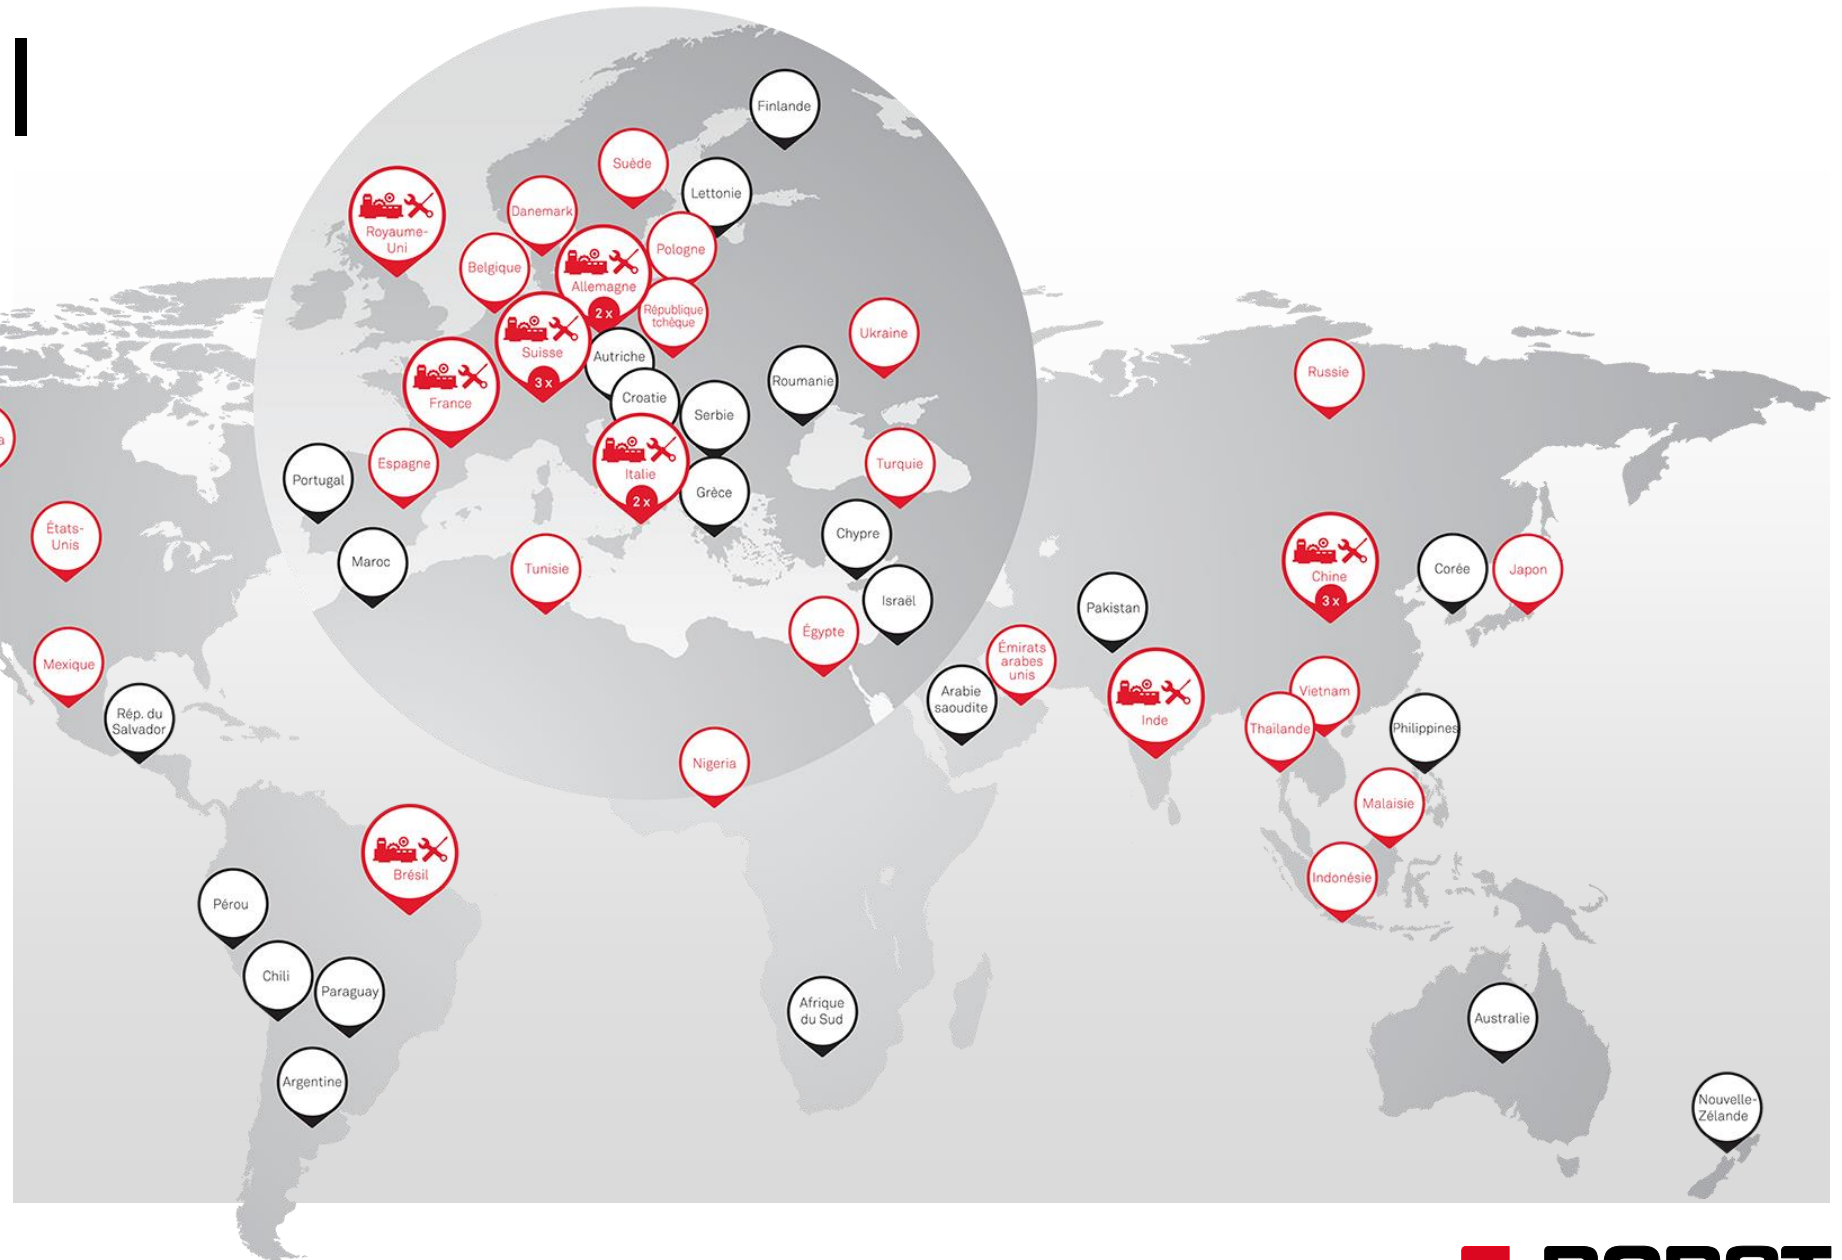 Finlande
Suède
Lettonie
Danemark
Royaume-
Uni
Pologne
Belgique
Allemagne
2 x
République
tchèque
Ukraine
Suisse
3 x
Autriche
Russie
Roumanie
France
Croatie
Serbie
a
Espagne
Turquie
Italie
2 x
Portugal
Grèce
États-
Unis
Chypre
Maroc
Tunisie
Chine
3 x
Corée
Japon
Israël
Pakistan
Égypte
Émirats
arabes
unis
Mexique
Arabie
saoudite
Vietnam
Rép. du
Salvador
Inde
Thaïlande
Philippines
Nigeria
Malaisie
Brésil
Indonésie
Pérou
Chili
Paraguay
Afrique
du Sud
Australie
Argentine
Nouvelle-
Zélande
BOBST